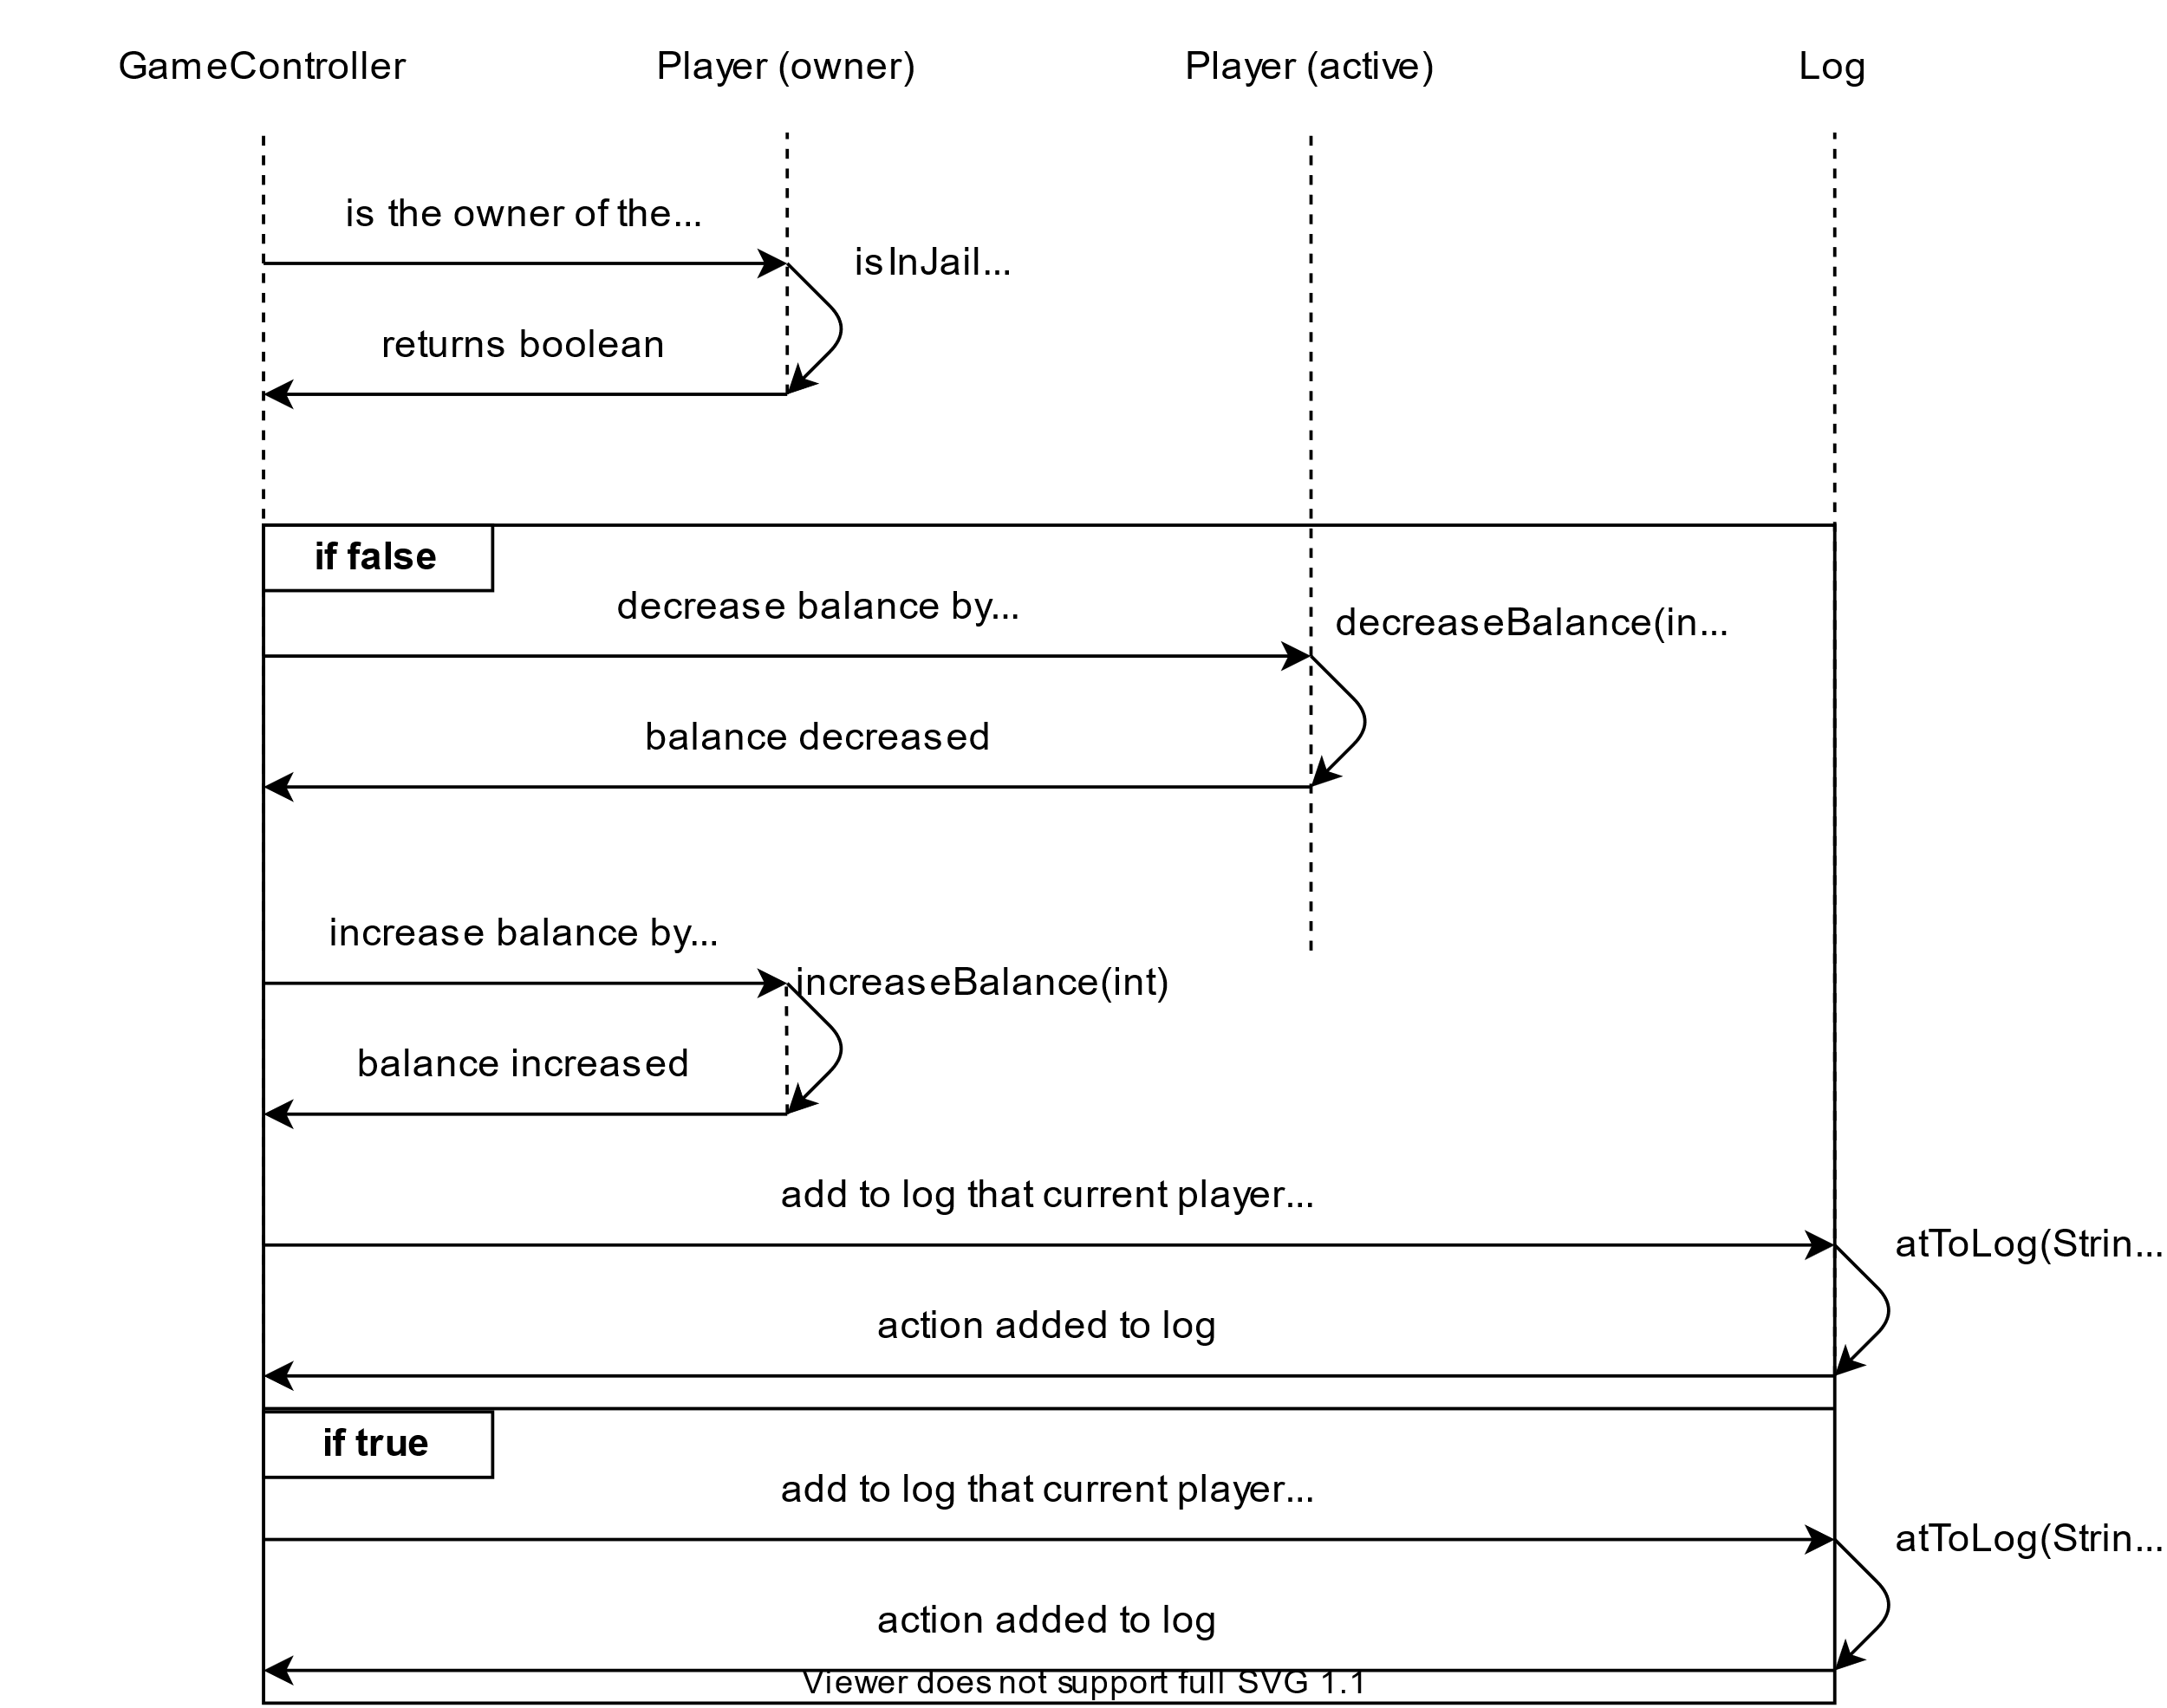 GameController
Player (owner)
Player (active)
Log
is the owner of the...
isInJail...
returns boolean
if false
decrease balance by...
decreaseBalance(in...
balance decreased
increase balance by...
increaseBalance(int)
balance increased
add to log that current player...
atToLog(Strin...
action added to log
if true
add to log that current player...
atToLog(Strin...
action added to log
Viewer does not support full SVG 1.1